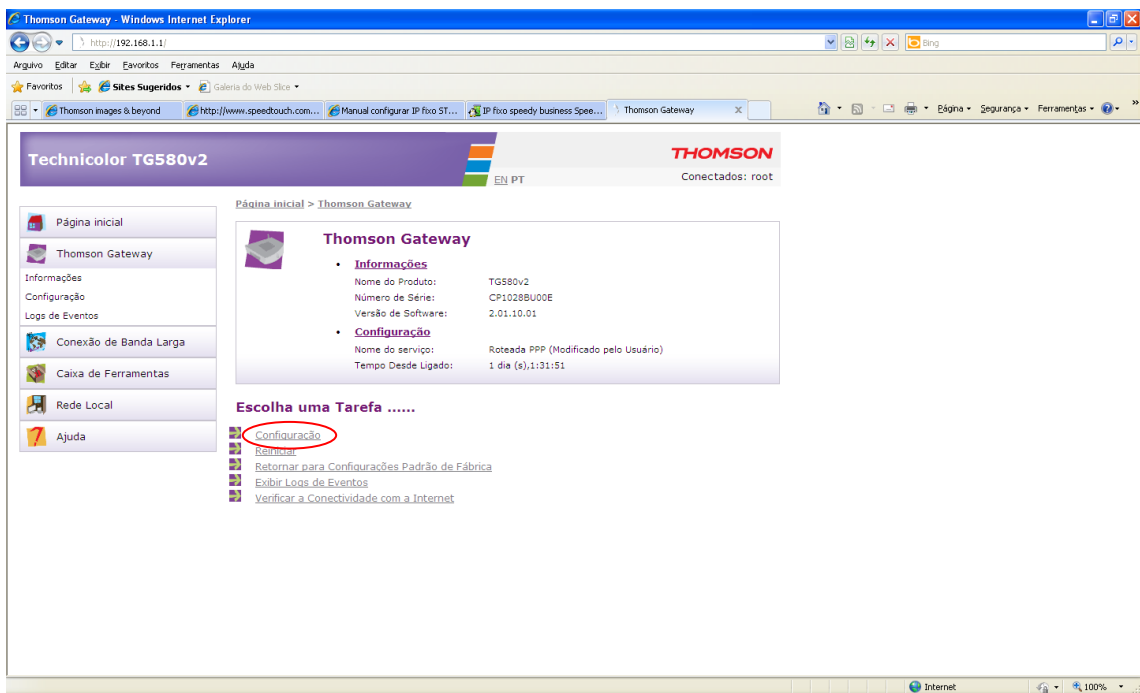 Thomson Gateway - Windows Internet Explorer
http://192.168.1.1/
Bing
Arquivo Editar Exibir Favoritos Ferramentas Ajuda
Favoritos Sites Sugeridos Galeria do Web Slice
Thomson images & beyond http://www.speedtouch.com... Manual configurar IP fixo ST... IP fixo speedy business Spee... Thomson Gateway Página Segurança Ferramentas
Technicolor TG580v2
THOMSON
EN PT
Conectados: root
Página inicial > Thomson Gateway
Página inicial
Thomson Gateway
Informações
Configuração
Logs de Eventos
Conexão de Banda Larga
Caixa de Ferramentas
Rede Local
Ajuda
Thomson Gateway
• Informações
Nome do Produto: TG580v2
Número de Série: CP1028BU00E
Versão de Software: 2.01.10.01
• Configuração
Nome do serviço: Roteada PPP (Modificado pelo Usuário)
Tempo Desde Ligado: 1 dia (s),1:31:51
Escolha uma Tarefa ......
Configuração
Reiniciar
Retornar para Configurações Padrão de Fábrica
Exibir Logs de Eventos
Verificar a Conectividade com a Internet
Internet 100%